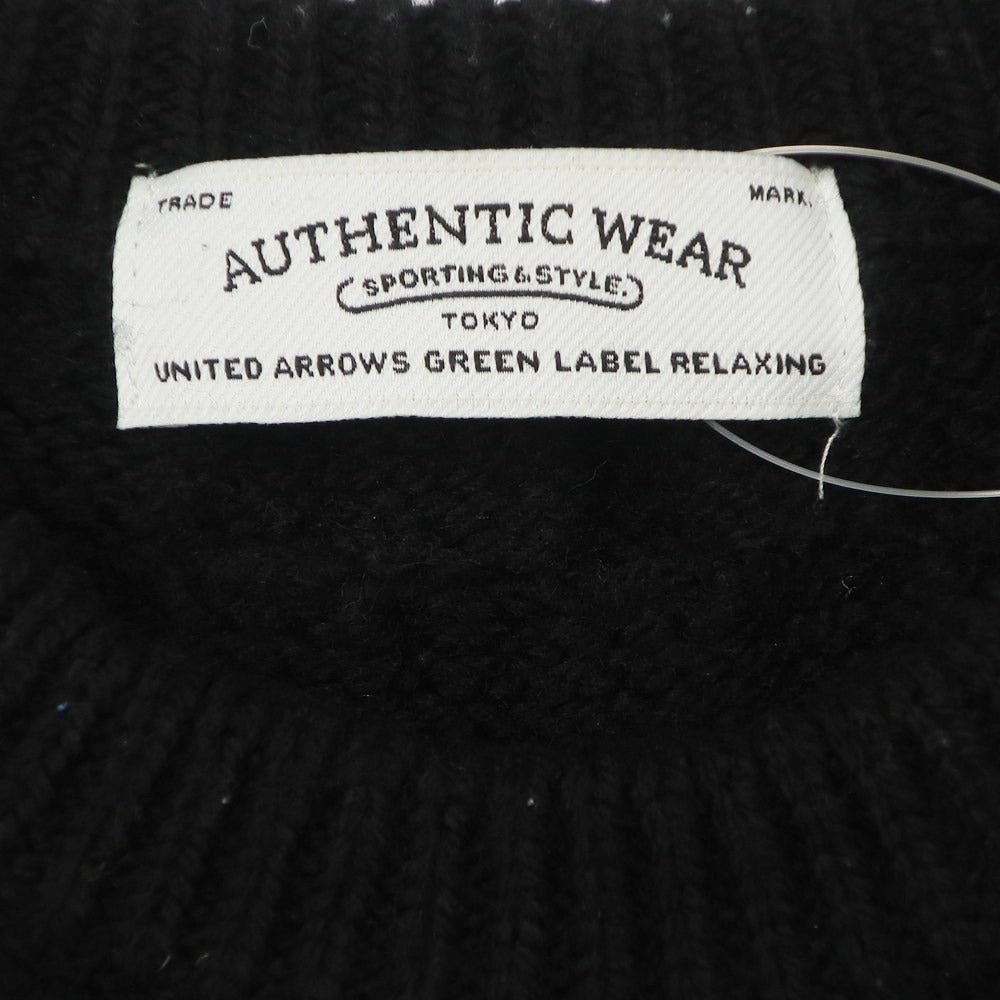 TRADE MARK.
AUTHENTIC WEAR
SPORTING & STYLE.
TOKYO
UNITED ARROWS GREEN LABEL RELAXING